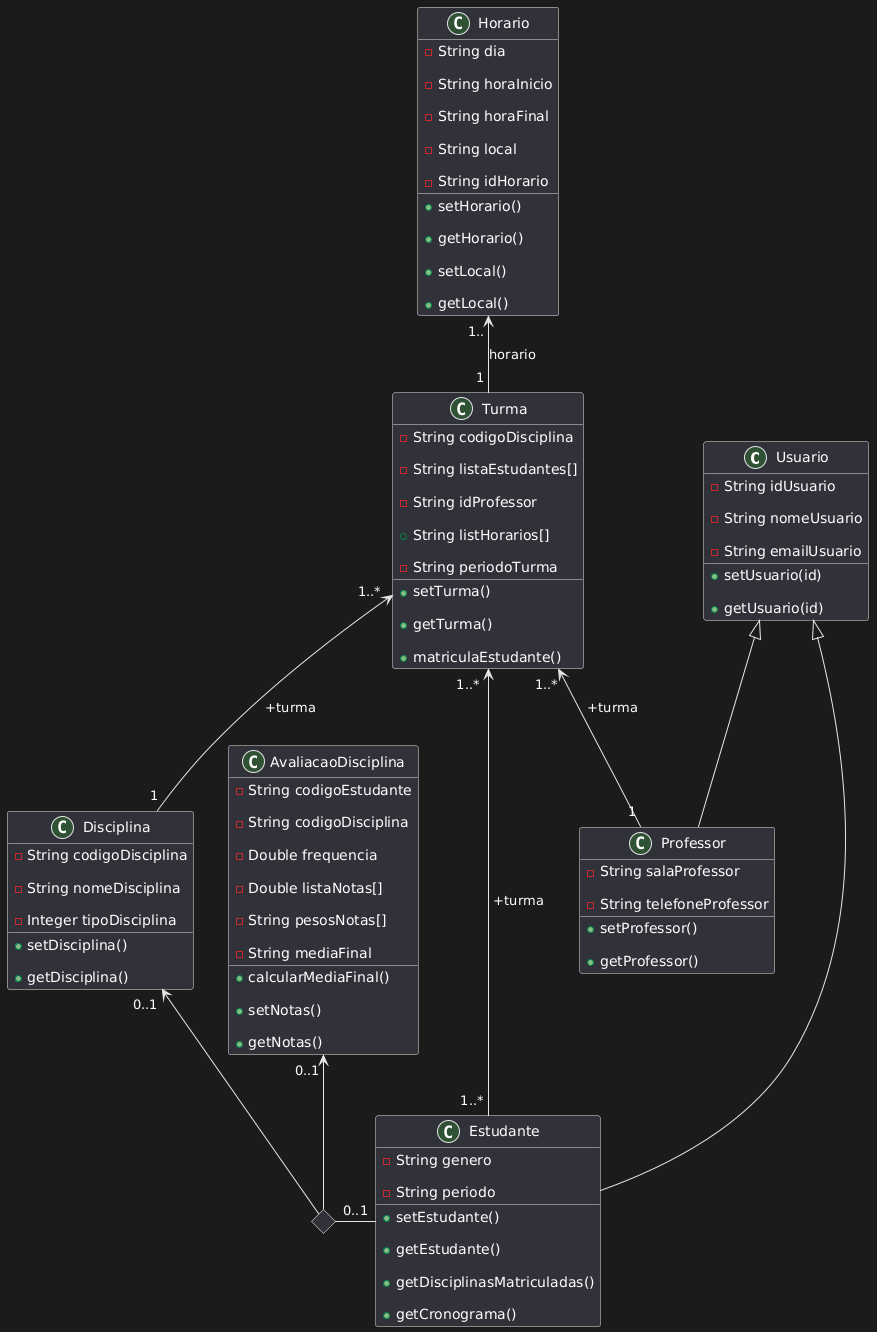 C Horario
String dia
String horaInicio
String horaFinal
String local
String idHorario
setHorario()
getHorario()
setLocal()
getLocal()
1..
horario
1
C Turma
String codigoDisciplina
String listaEstudantes[]
String idProfessor
String listHorarios[]
String periodoTurma
setTurma()
getTurma()
matriculaEstudante()
C Usuario
String idUsuario
String nomeUsuario
String emailUsuario
setUsuario(id)
getUsuario(id)
1..*
1..*
1..*
+turma
+turma
1
1
C AvaliacaoDisciplina
String codigoEstudante
String codigoDisciplina
Double frequencia
Double listaNotas[]
String pesosNotas[]
String mediaFinal
calcularMediaFinal()
setNotas()
getNotas()
C Disciplina
String codigoDisciplina
String nomeDisciplina
Integer tipoDisciplina
setDisciplina()
getDisciplina()
C Professor
String salaProfessor
String telefoneProfessor
setProfessor()
getProfessor()
+turma
0..1
0..1
1..*
0..1
C Estudante
String genero
String periodo
setEstudante()
getEstudante()
getDisciplinasMatriculadas()
getCronograma()